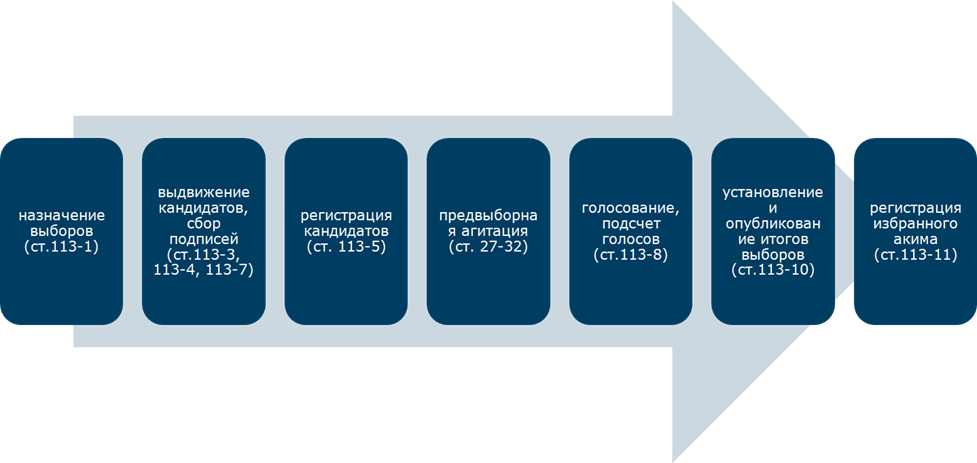 назначение
выборов
(ст.113-1)
выдвижение
кандидатов,
сбор
подписей
(ст.113-3,
113-4, 113-7)
регистрация
кандидатов
(ст. 113-5)
предвыборна
я агитация
(ст. 27-32)
голосование,
подсчет
голосов
(ст.113-8)
установление
и
опубликован
ие итогов
выборов
(ст.113-10)
регистрация
избранного
акима
(ст.113-11)